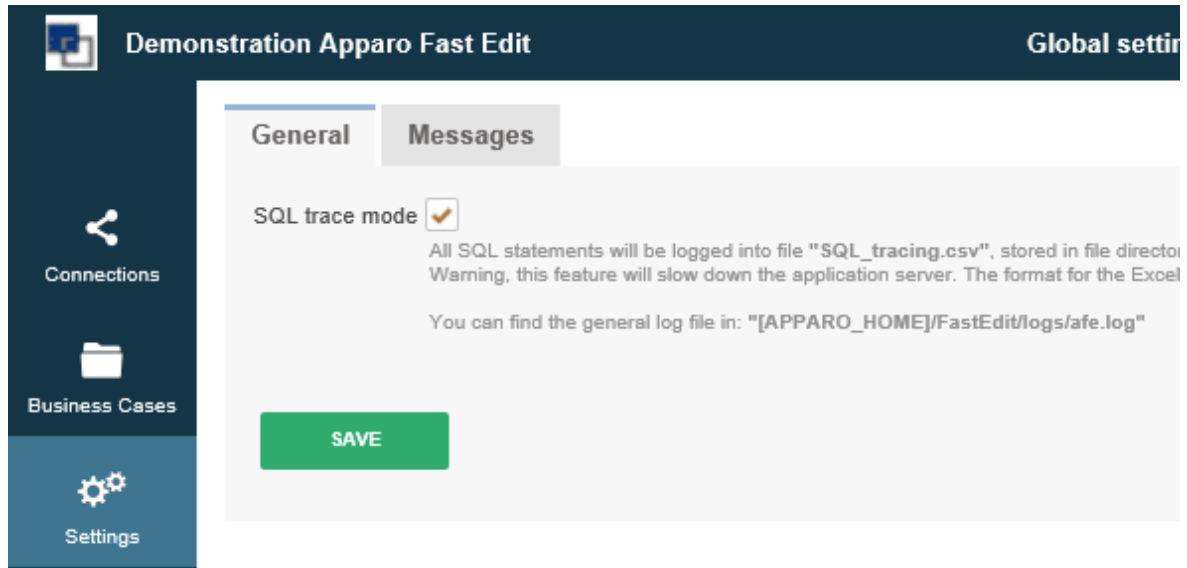 Demonstration Apparo Fast Edit
Global
General
Messages
SQL trace mode
All SQL statements will be logged into file "SQL_tracing.csv", stored in file
Warning, this feature will slow down the application server. The format for the Excel
You can find the general log file in: "[APPARO_HOME]/FastEdit/logs/afe.log"
Connections
Business Cases
SAVE
Settings